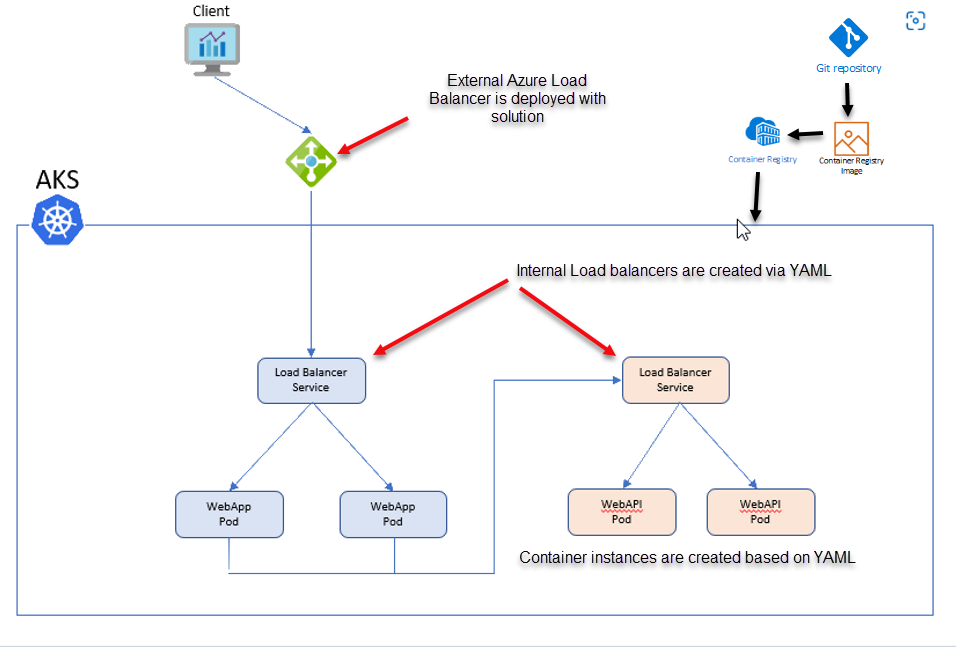 Client
Git repository
External Azure Load
Balancer is deployed with
solution
Container Registry
Container Registry
Image
AKS
Internal Load balancers are created via YAML
Load Balancer
Service
Load Balancer
Service
WebApp
Pod
WebApp
Pod
WebAPI
Pod
WebAPI
Pod
Container instances are created based on YAML